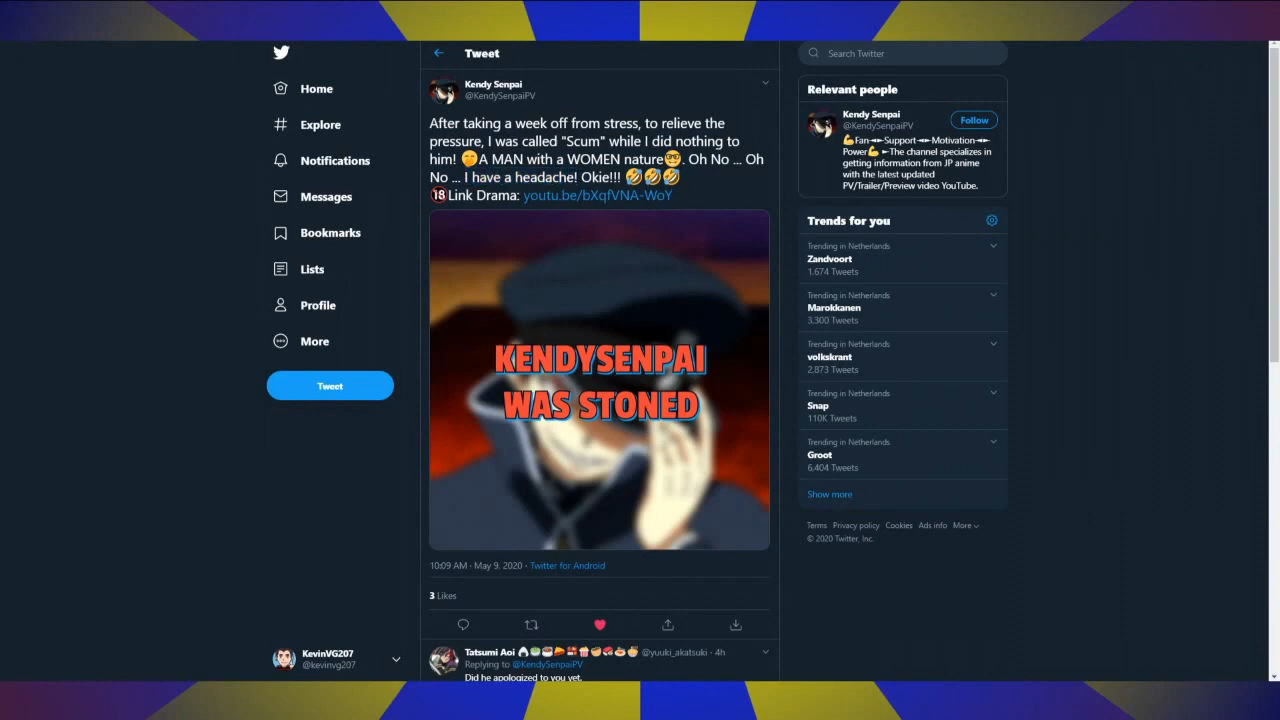 Tweet
Kendy Senpai
@KendySenpaiPV
After taking a week off from stress, to relieve the
pressure, I was called "Scum" while I did nothing to
him! 🤭A MAN with a WOMEN nature🤓. Oh No ... Oh
No ... I have a headache! Okie!!! 🤣🤣🤣
🔞Link Drama: youtu.be/bXqfVNA-WoY
KENDYSENPAI
WAS STONED
10:09 AM · May 9, 2020 · Twitter for Android
3 Likes
Tatsumi Aoi @yuuki_akatsuki · 4h
Replying to @KendySenpaiPV
Did he apologized to you yet,
Home
Explore
Notifications
Messages
Bookmarks
Lists
Profile
More
Tweet
KevinVG207
@kevinvg207
Search Twitter
Relevant people
Kendy Senpai
@KendySenpaiPV
Follow
💪Fan◄►Support◄►Motivation◄►
Power💪 ►The channel specializes in
getting information from JP anime
with the latest updated
PV/Trailer/Preview video YouTube.
Trends for you
Trending in Netherlands
Zandvoort
1.674 Tweets
Trending in Netherlands
Marokkanen
3.300 Tweets
Trending in Netherlands
volkskrant
2.873 Tweets
Trending in Netherlands
Snap
110K Tweets
Trending in Netherlands
Groot
6.404 Tweets
Show more
Terms Privacy policy Cookies Ads info More
© 2020 Twitter, Inc.